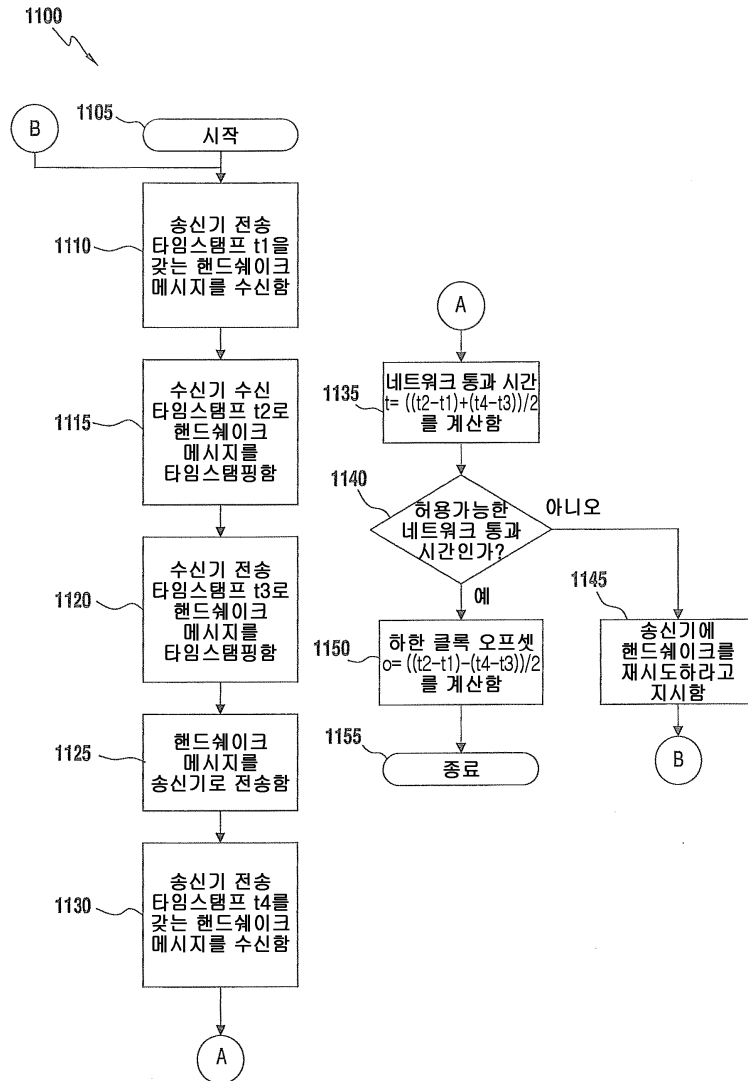 1100
B
1105
시작
1110
송신기 전송
타임스탬프 t1을
갖는 핸드쉐이크
메시지를 수신함
1115
수신기 수신
타임스탬프 t2로
핸드쉐이크
메시지를
타임스탬핑함
1120
수신기 전송
타임스탬프 t3로
핸드쉐이크
메시지를
타임스탬핑함
1125
핸드쉐이크
메시지를
송신기로 전송함
1130
송신기 전송
타임스탬프 t4를
갖는 핸드쉐이크
메시지를 수신함
A
A
1135
네트워크 통과 시간
t= ((t2-t1)+(t4-t3))/2
를 계산함
1140
허용가능한
네트워크 통과
시간인가?
아니오
예
1145
송신기에
핸드쉐이크를
재시도하라고
지시함
B
1150
하한 클록 오프셋
o= ((t2-t1)-(t4-t3))/2
를 계산함
1155
종료